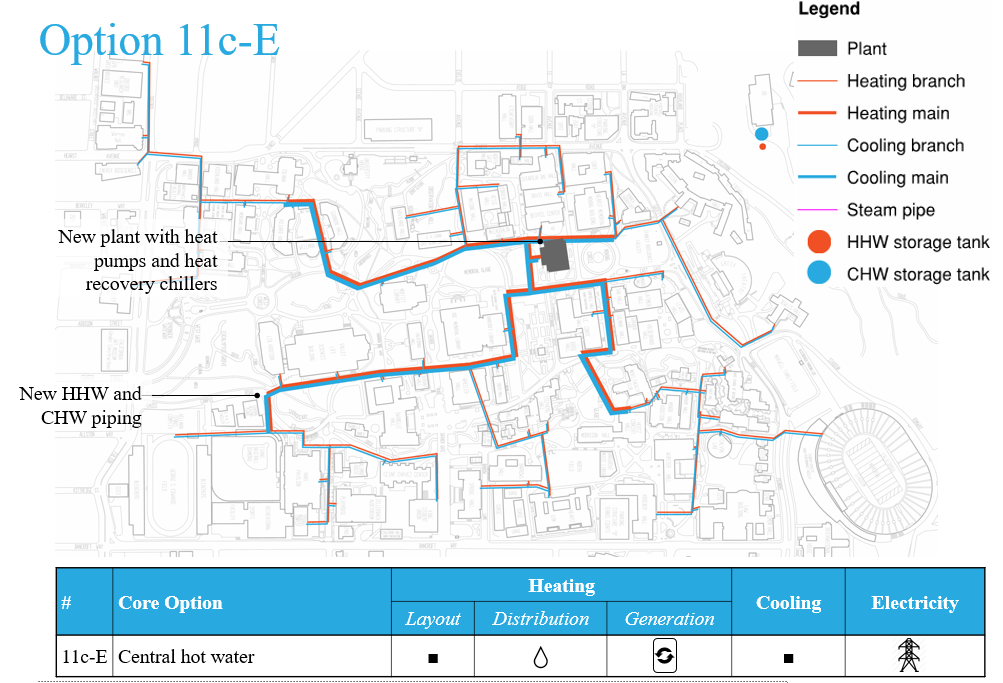 Option 11c-E
Legend
Plant
Heating branch
Heating main
Cooling branch
Cooling main
Steam pipe
HHW storage tank
CHW storage tank
New plant with heat
pumps and heat
recovery chillers
New HHW and
CHW piping
# Core Option Heating Cooling Electricity
Layout Distribution Generation
11c-E Central hot water